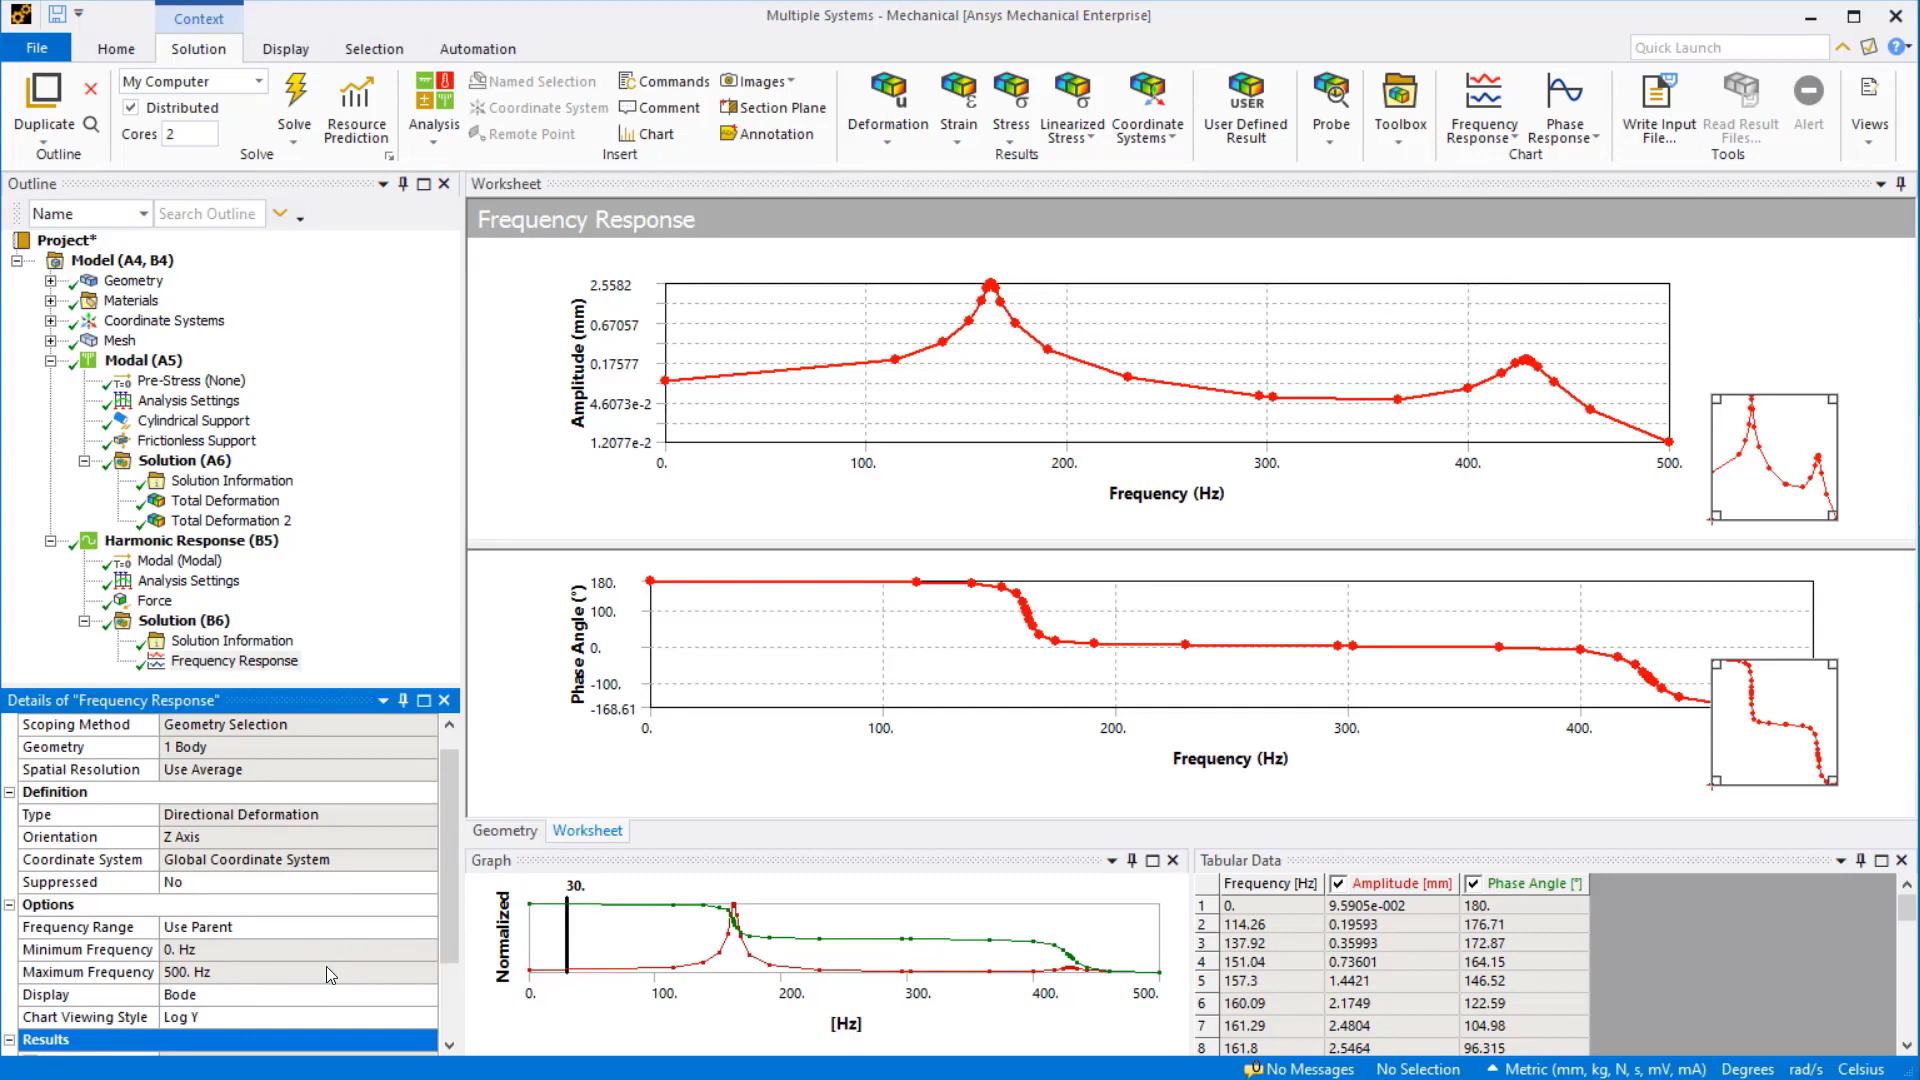 Context
Multiple Systems - Mechanical [Ansys Mechanical Enterprise]
File Home Solution Display Selection Automation
Quick Launch
My Computer
Distributed
Cores 2
Duplicate
Outline
Solve
Resource
Prediction
Solve
Analysis
Named Selection
Coordinate System
Remote Point
Commands
Comment
Chart
Images
Section Plane
Annotation
Insert
Deformation
Strain
Stress
Linearized
Stress
Coordinate
Systems
Results
USER
User Defined
Result
Probe
Toolbox
Frequency
Response
Phase
Response
Chart
Write Input
File...
Read Result
Files...
Alert
Tools
Views
Outline
Name
Search Outline
Project*
Model (A4, B4)
Geometry
Materials
Coordinate Systems
Mesh
Modal (A5)
T=0 Pre-Stress (None)
Analysis Settings
Cylindrical Support
Frictionless Support
Solution (A6)
Solution Information
Total Deformation
Total Deformation 2
Harmonic Response (B5)
T=0 Modal (Modal)
Analysis Settings
Force
Solution (B6)
Solution Information
Frequency Response
Details of "Frequency Response"
Scoping Method Geometry Selection
Geometry 1 Body
Spatial Resolution Use Average
Definition
Type Directional Deformation
Orientation Z Axis
Coordinate System Global Coordinate System
Suppressed No
Options
Frequency Range Use Parent
Minimum Frequency 0. Hz
Maximum Frequency 500. Hz
Display Bode
Chart Viewing Style Log Y
Results
Worksheet
Frequency Response
Amplitude (mm)
2.5582
0.67057
0.17577
4.6073e-2
1.2077e-2
0. 100. 200. 300. 400. 500.
Frequency (Hz)
Phase Angle (°)
180.
100.
0.
-100.
-168.61
0. 100. 200. 300. 400.
Frequency (Hz)
Geometry Worksheet
Graph
30.
Normalized
0. 100. 200. 300. 400. 500.
[Hz]
Tabular Data
Frequency [Hz] Amplitude [mm] Phase Angle [°]
1 0. 9.5905e-002 180.
2 114.26 0.19593 176.71
3 137.92 0.35993 172.87
4 151.04 0.73601 164.15
5 157.3 1.4421 146.52
6 160.09 2.1749 122.59
7 161.29 2.4804 104.98
8 161.8 2.5464 96.315
No Messages No Selection Metric (mm, kg, N, s, mV, mA) Degrees rad/s Celsius